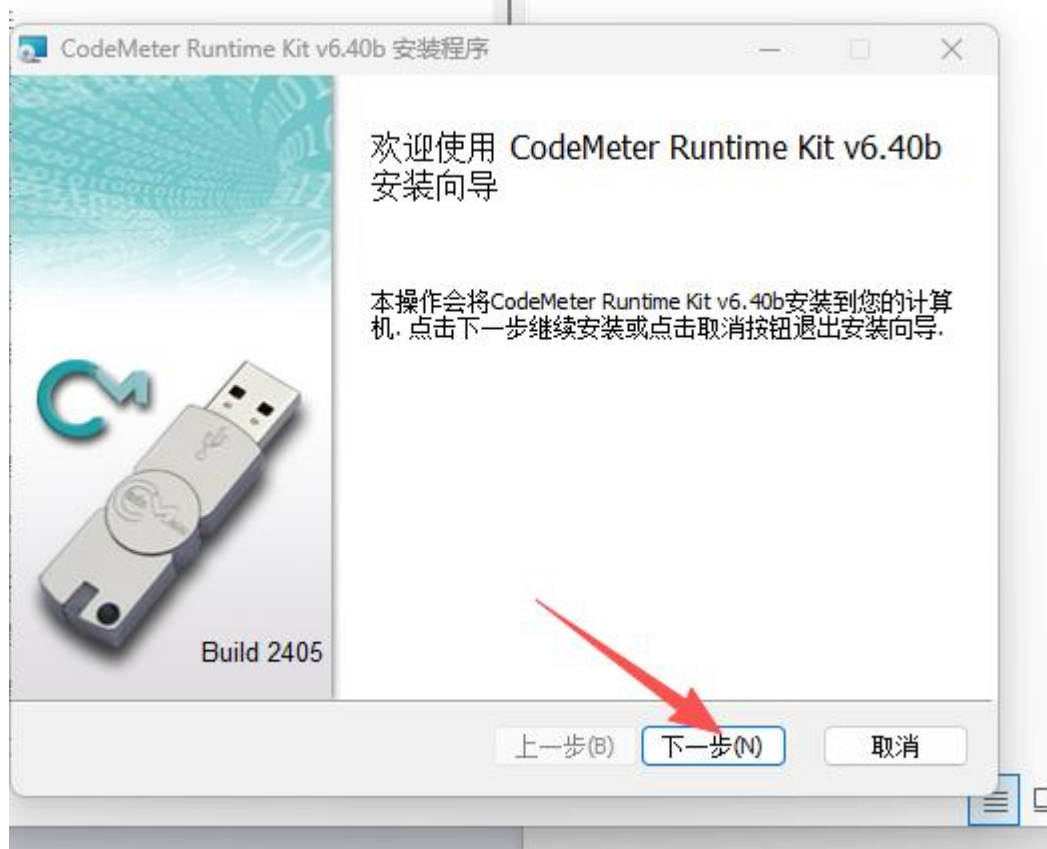 CodeMeter Runtime Kit v6.40b 安装程序
欢迎使用 CodeMeter Runtime Kit v6.40b
安装向导
本操作会将CodeMeter Runtime Kit v6.40b安装到您的计算
机. 点击下一步继续安装或点击取消按钮退出安装向导.
CM
Build 2405
上一步(B) 下一步(N) 取消